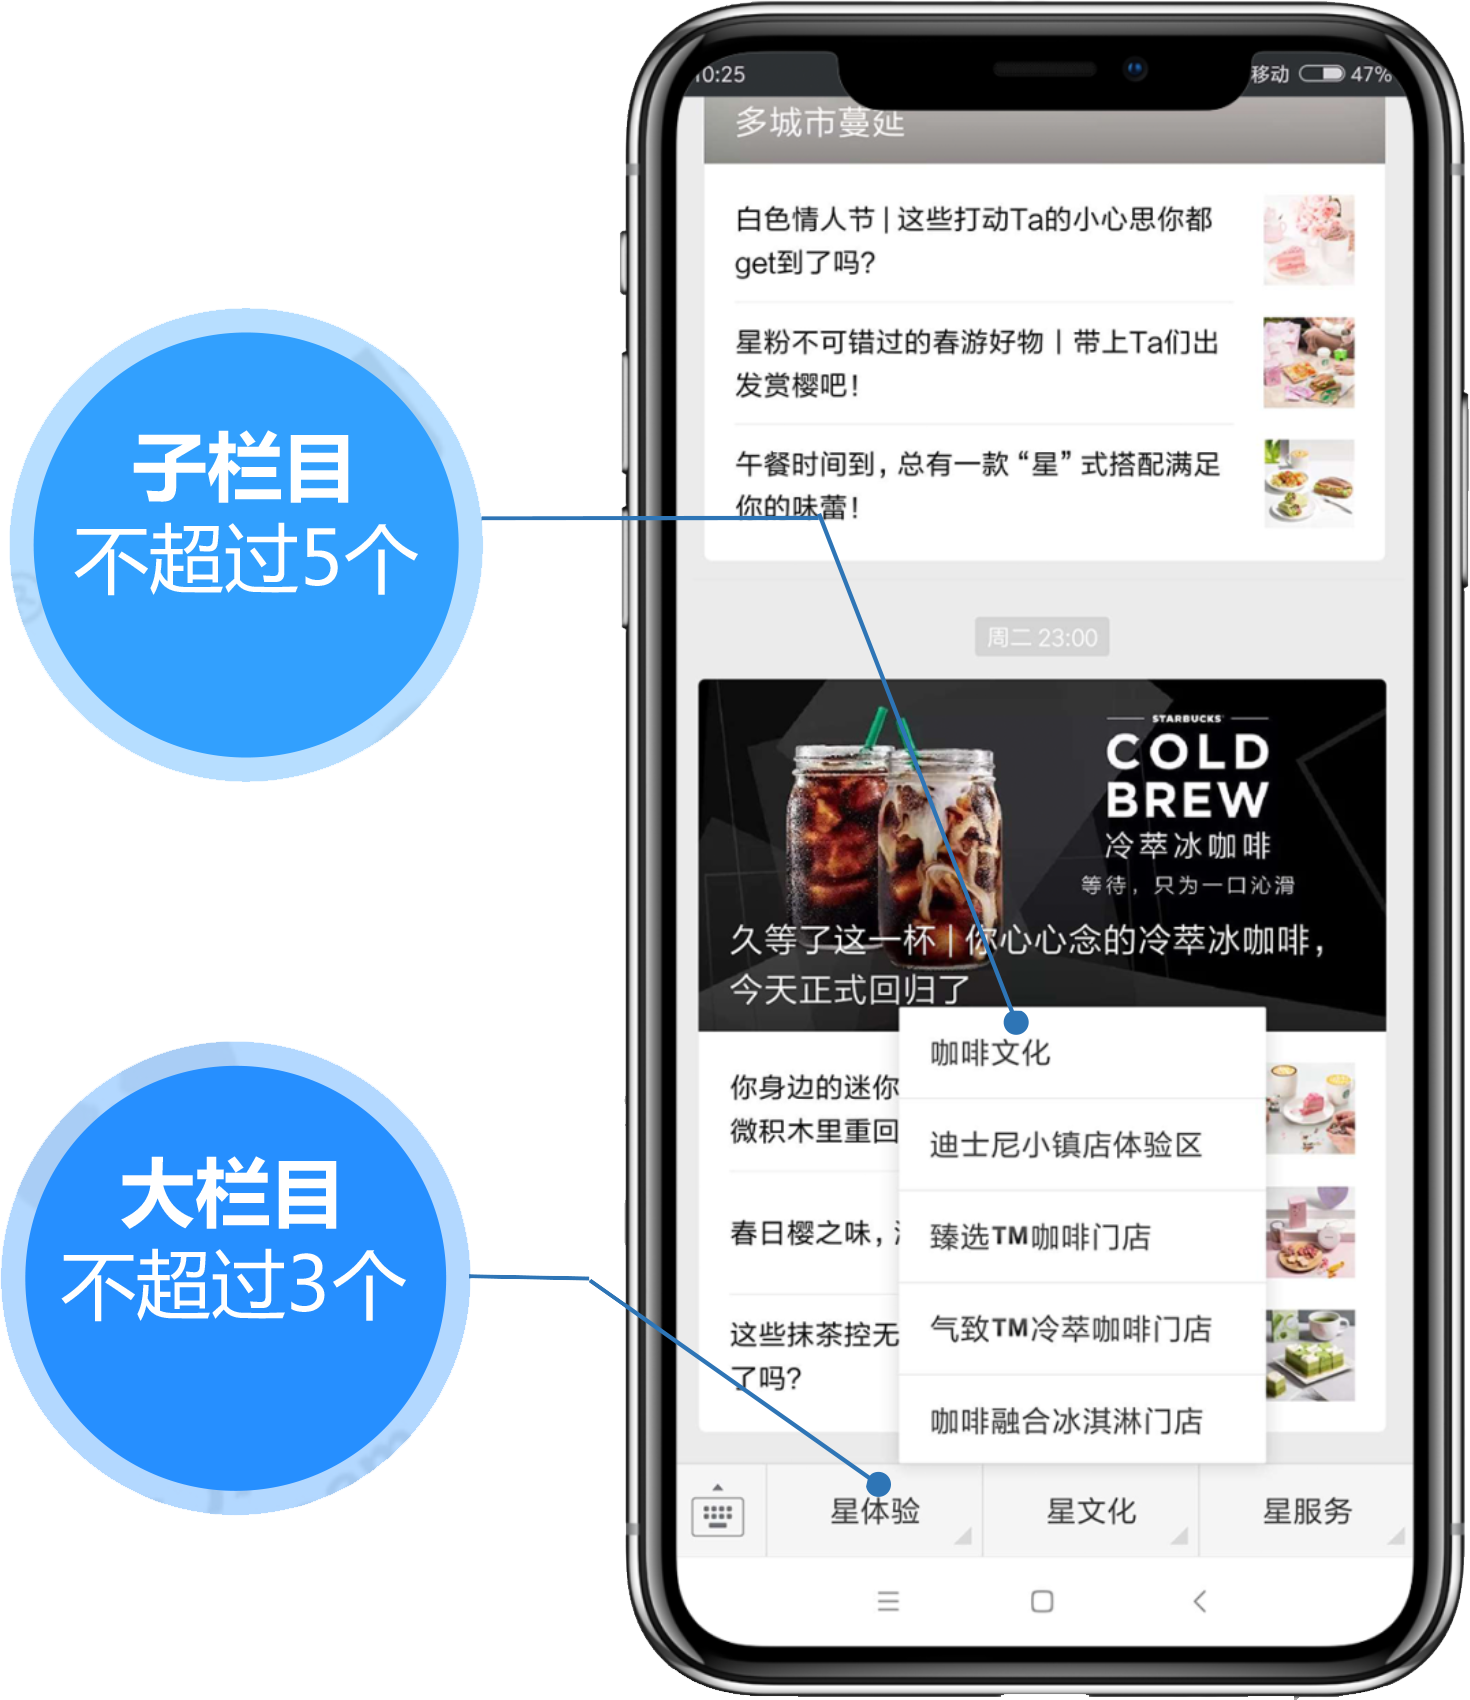 10:25
移动 47%
多城市蔓延
白色情人节 | 这些打动Ta的小心思你都
get到了吗?
星粉不可错过的春游好物丨带上Ta们出
发赏樱吧!
午餐时间到,总有一款“星”式搭配满足
你的味蕾!
子栏目
不超过5个
周二 23:00
STARBUCKS
COLD
BREW
冷萃冰咖啡
等待,只为一口沁滑
久等了这一杯 | 你心心念的冷萃冰咖啡,
今天正式回归了
咖啡文化
你身边的迷你
微积木里重回
迪士尼小镇店体验区
臻选TM咖啡门店
春日樱之味,
气致TM冷萃咖啡门店
这些抹茶控无
了吗?
咖啡融合冰淇淋门店
大栏目
不超过3个
星体验
星文化
星服务